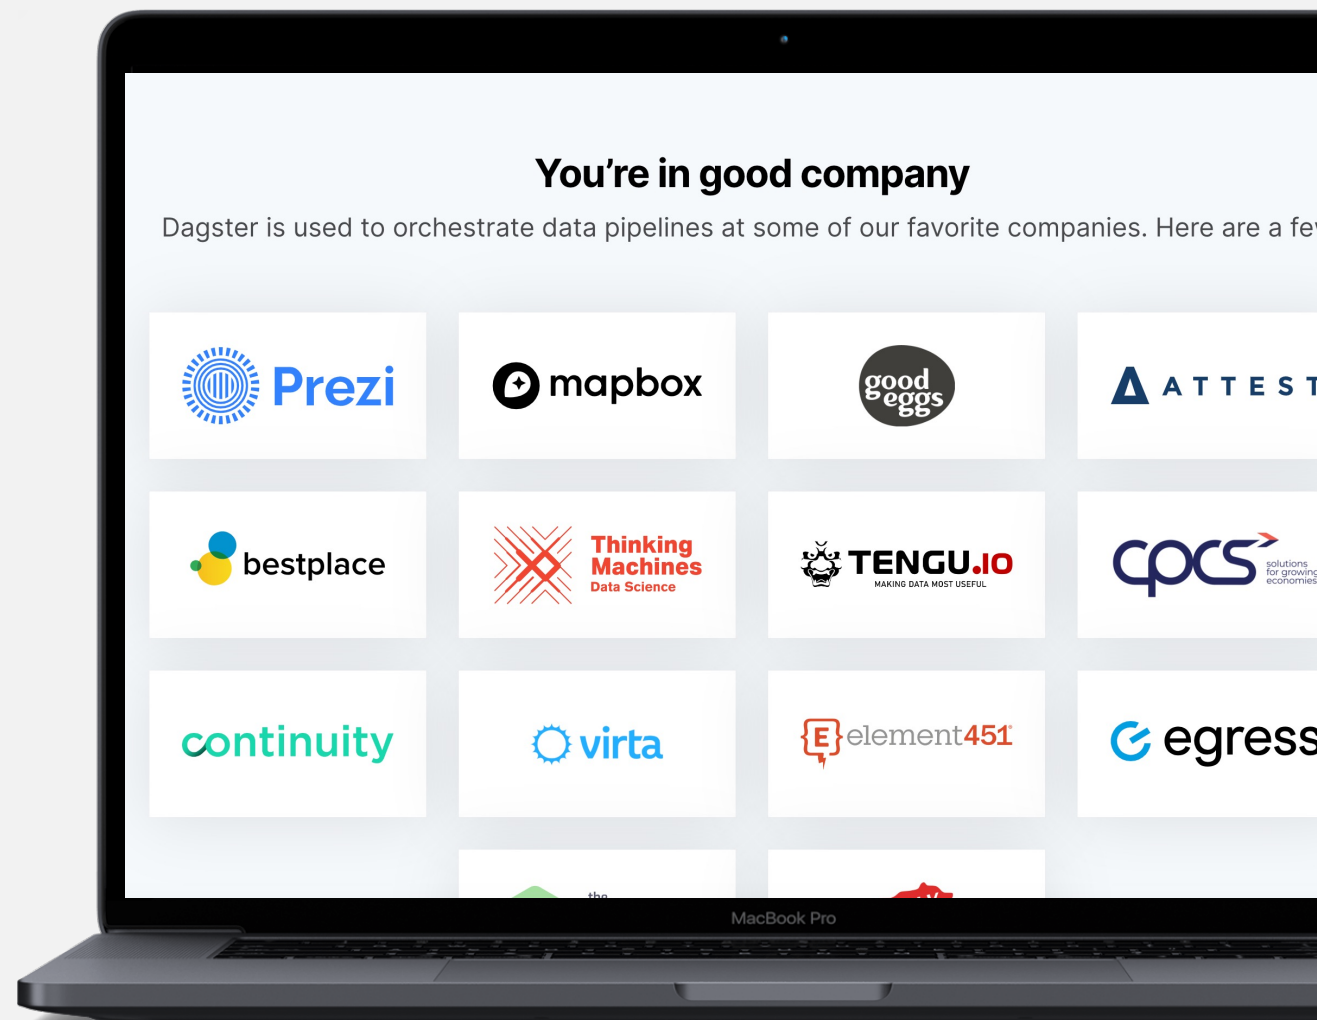 You’re in good company
Dagster is used to orchestrate data pipelines at some of our favorite companies. Here are a
Prezi
mapbox
good
eggs
ATTEST
bestplace
Thinking
Machines
Data Science
TENGU.IO
MAKING DATA MOST USEFUL
cpcs
solutions
for growing
economies
continuity
virta
{E} element451
egress
the
MacBook Pro